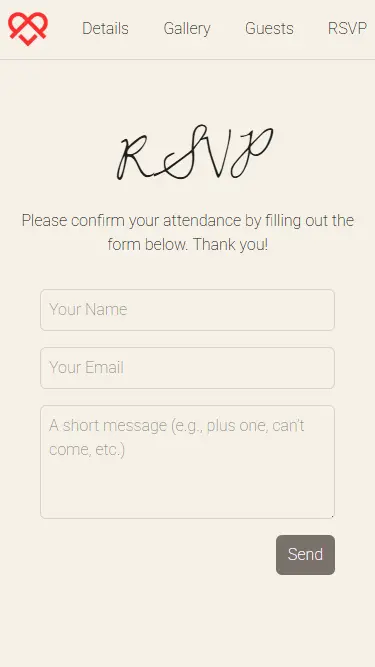 Details Gallery Guests RSVP
RSVP
Please confirm your attendance by filling out the
form below. Thank you!
Your Name
Your Email
A short message (e.g., plus one, can't
come, etc.)
Send